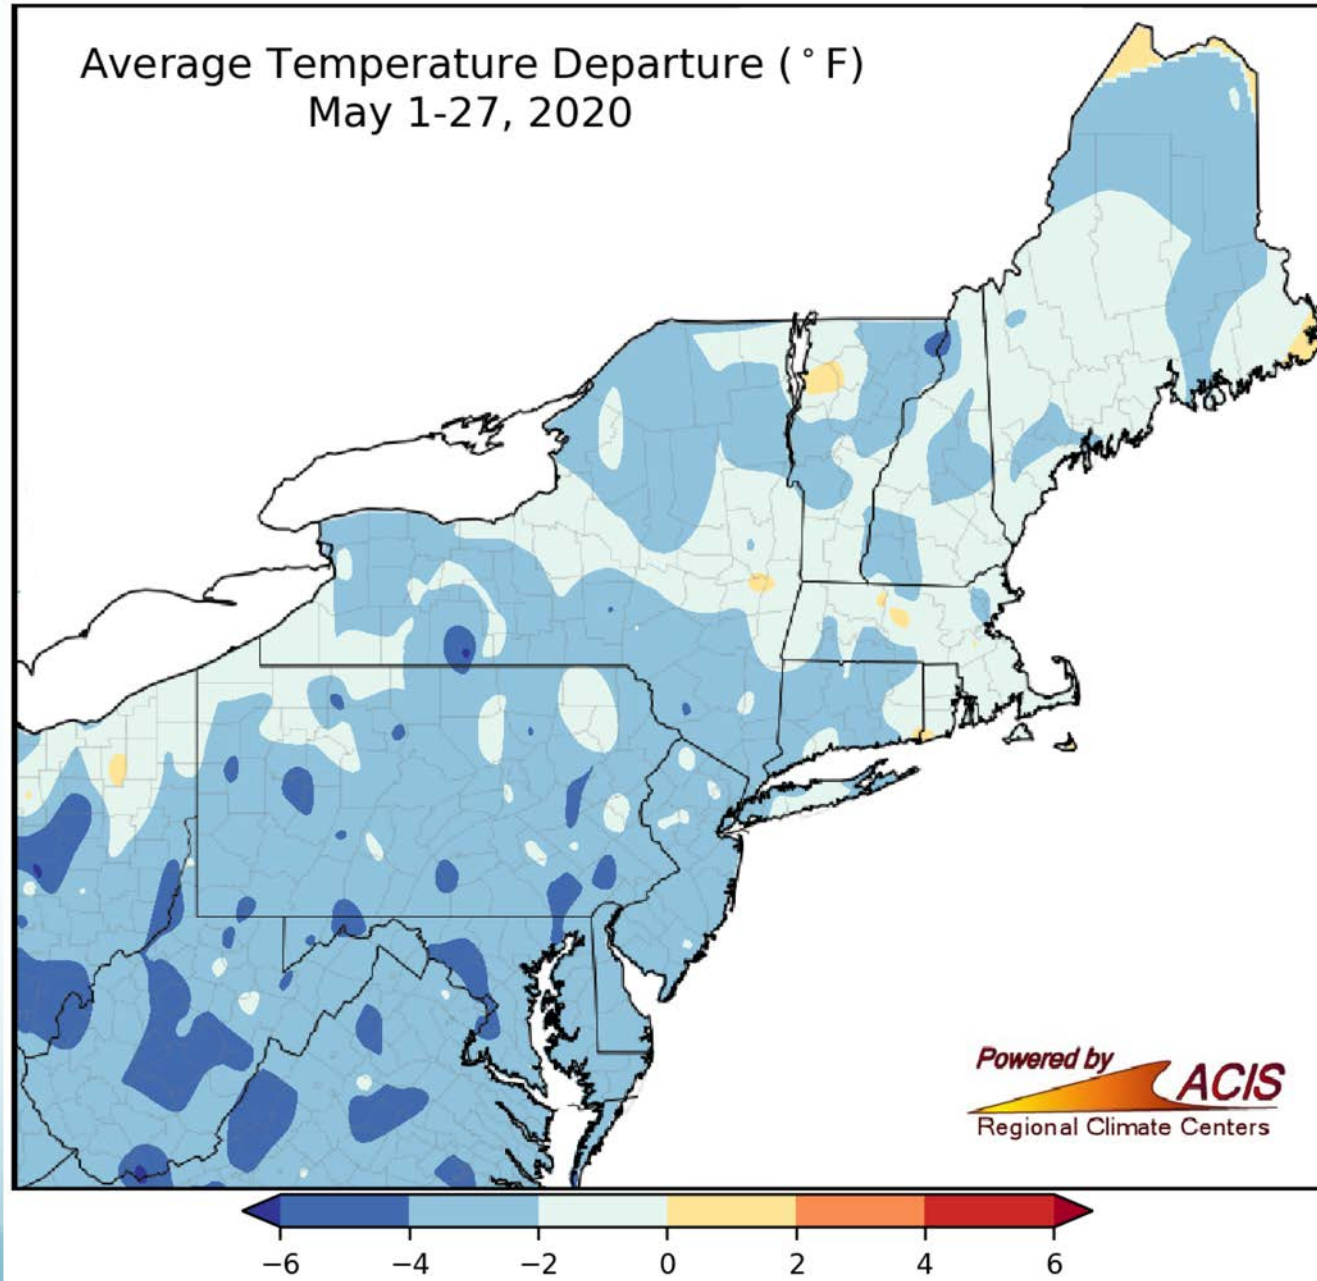 Average Temperature Departure (°F)
May 1-27, 2020
Powered by
ACIS
Regional Climate Centers
−6 −4 −2 0 2 4 6